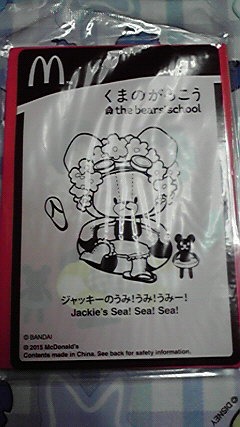 M
くまのがっこう
the bears' school
ジャッキーのうみ!うみ!うみー!
Jackie's Sea! Sea! Sea!
© BANDAI
© 2015 McDonald's
Contents made in China. See back for safety information.
© DISNEY